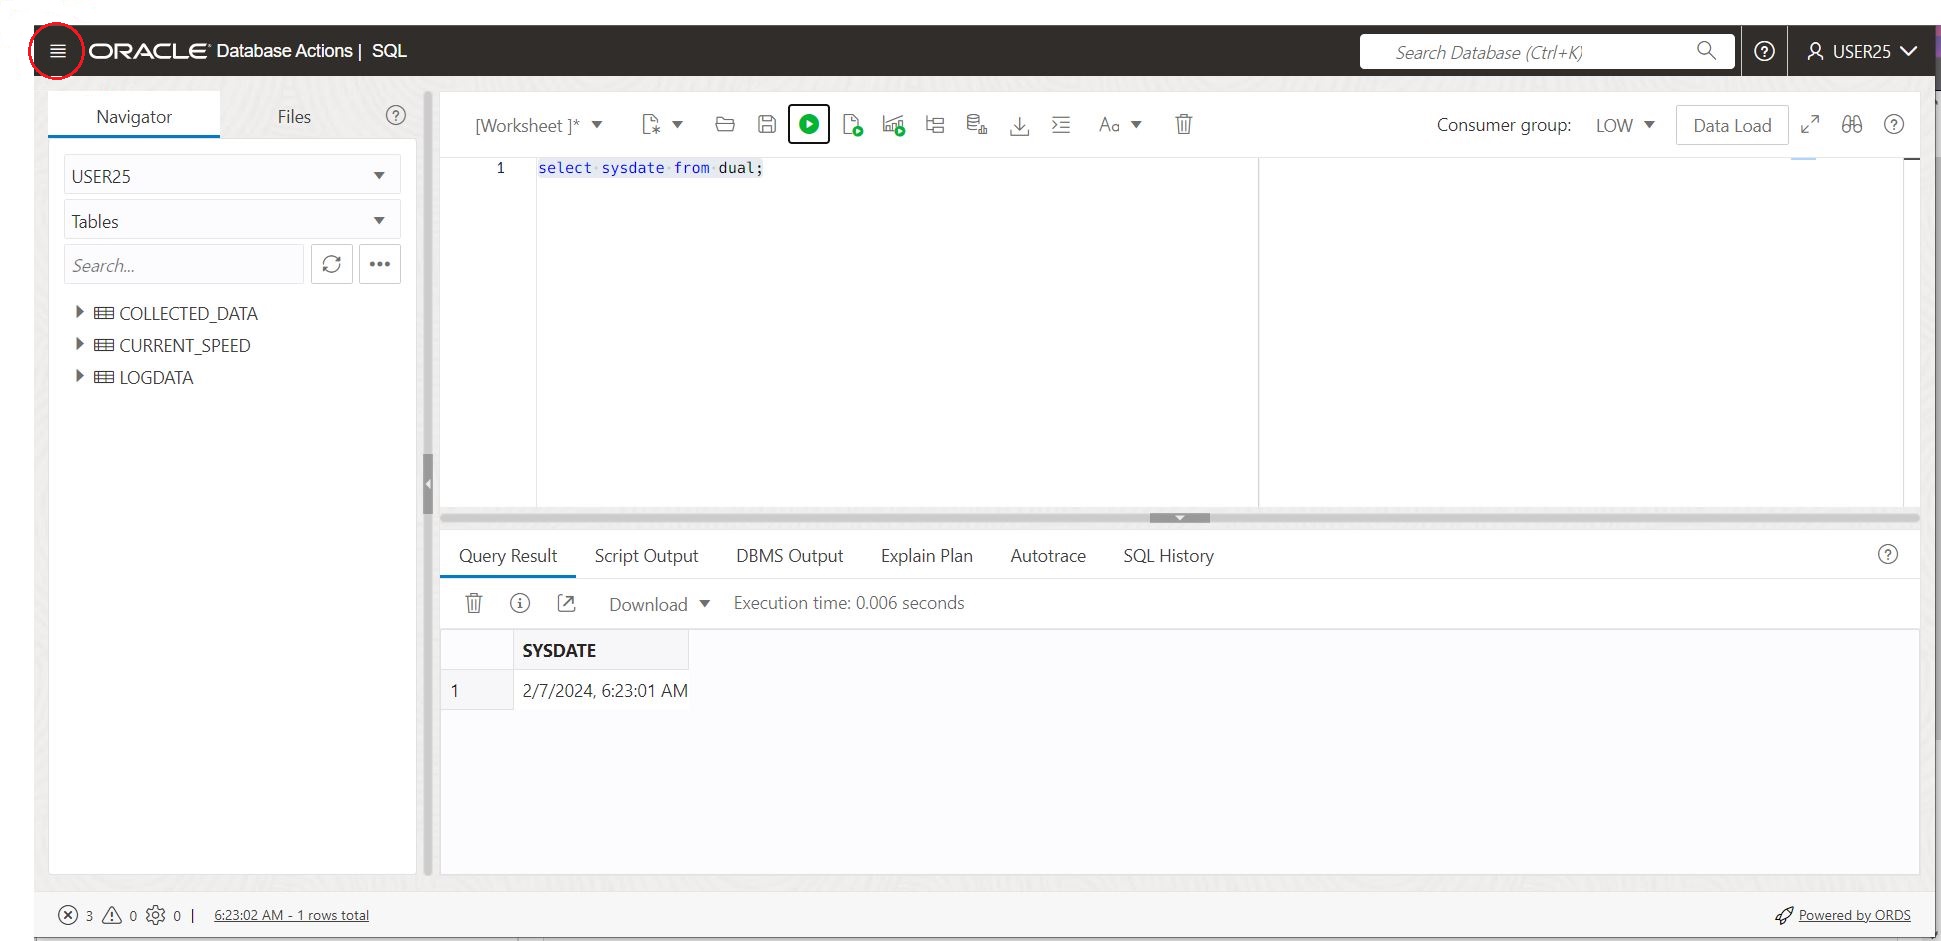 ORACLE Database Actions | SQL
Search Database (Ctrl+K)
USER25
Navigator
Files
USER25
Tables
Search...
COLLECTED_DATA
CURRENT_SPEED
LOGDATA
[Worksheet ]*
Aa
Consumer group:
LOW
Data Load
1
select sysdate from dual;
Query Result
Script Output
DBMS Output
Explain Plan
Autotrace
SQL History
Download
Execution time: 0.006 seconds
SYSDATE
1
2/7/2024, 6:23:01 AM
3
0
0 |
6:23:02 AM - 1 rows total
Powered by ORDS